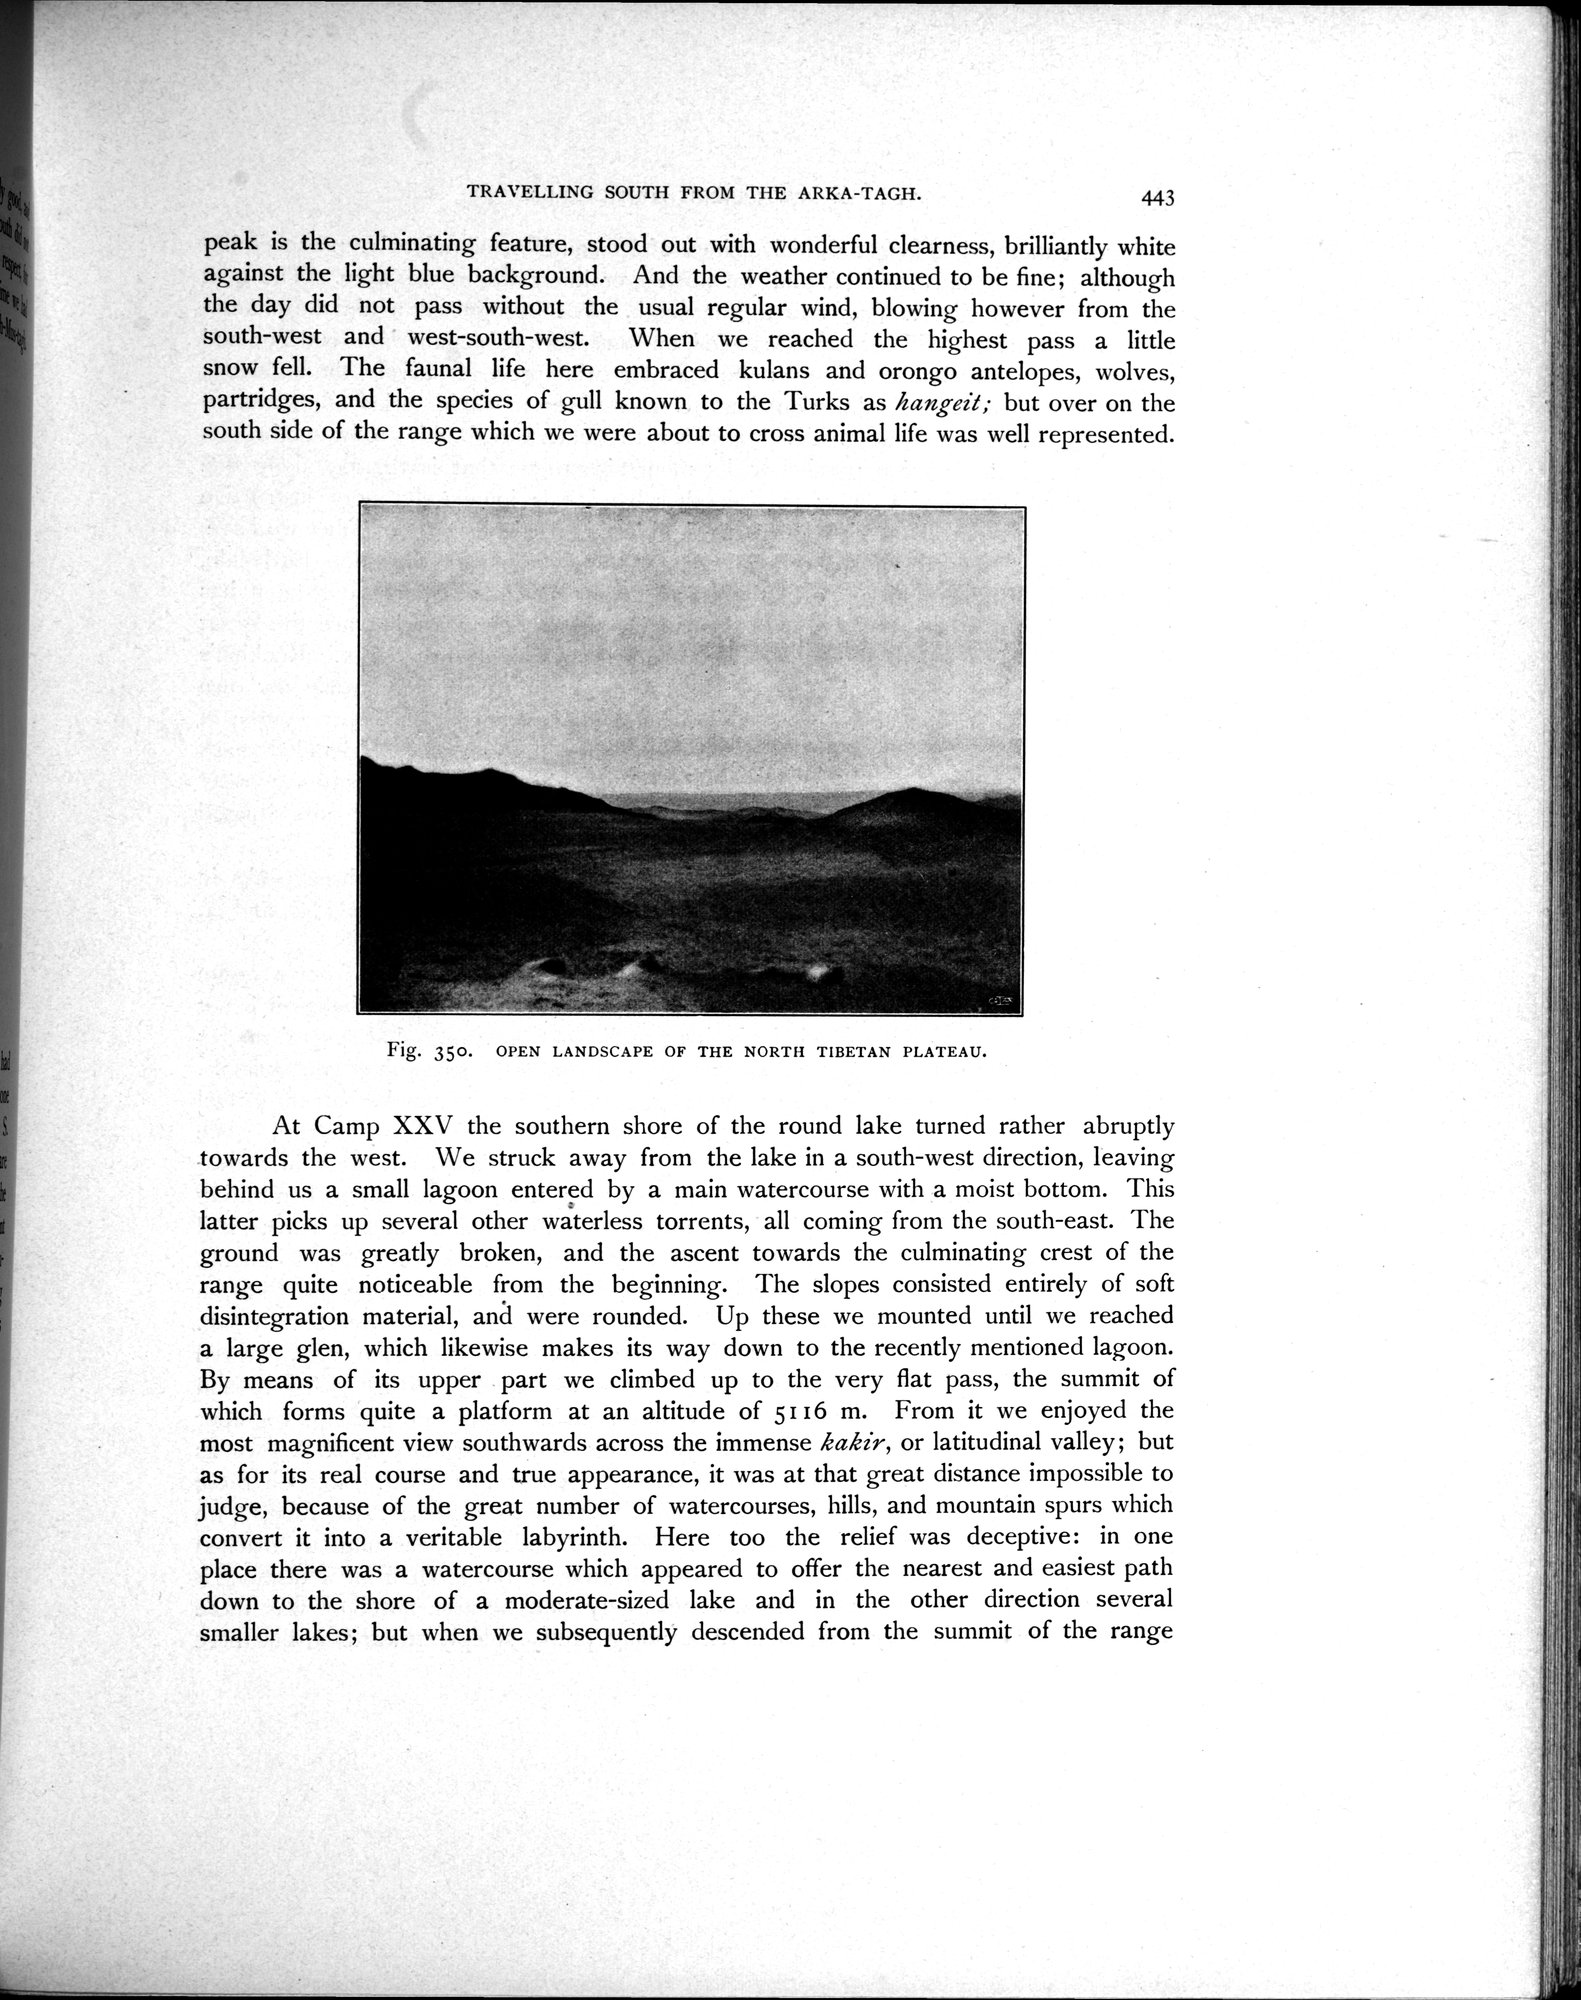 TRAVELLING SOUTH FROM THE ARKA-TAGH. 443
peak is the culminating feature, stood out with wonderful clearness, brilliantly white
against the light blue background. And the weather continued to be fine; although
the day did not pass without the usual regular wind, blowing however from the
south-west and west-south-west. When we reached the highest pass a little
snow fell. The faunal life here embraced kulans and orongo antelopes, wolves,
partridges, and the species of gull known to the Turks as hangeit; but over on the
south side of the range which we were about to cross animal life was well represented.
Fig. 350. OPEN LANDSCAPE OF THE NORTH TIBETAN PLATEAU.
At Camp XXV the southern shore of the round lake turned rather abruptly
towards the west. We struck away from the lake in a south-west direction, leaving
behind us a small lagoon entered by a main watercourse with a moist bottom. This
latter picks up several other waterless torrents, all coming from the south-east. The
ground was greatly broken, and the ascent towards the culminating crest of the
range quite noticeable from the beginning. The slopes consisted entirely of soft
disintegration material, and were rounded. Up these we mounted until we reached
a large glen, which likewise makes its way down to the recently mentioned lagoon.
By means of its upper part we climbed up to the very flat pass, the summit of
which forms quite a platform at an altitude of 5116 m. From it we enjoyed the
most magnificent view southwards across the immense kakir, or latitudinal valley; but
as for its real course and true appearance, it was at that great distance impossible to
judge, because of the great number of watercourses, hills, and mountain spurs which
convert it into a veritable labyrinth. Here too the relief was deceptive: in one
place there was a watercourse which appeared to offer the nearest and easiest path
down to the shore of a moderate-sized lake and in the other direction several
smaller lakes; but when we subsequently descended from the summit of the range